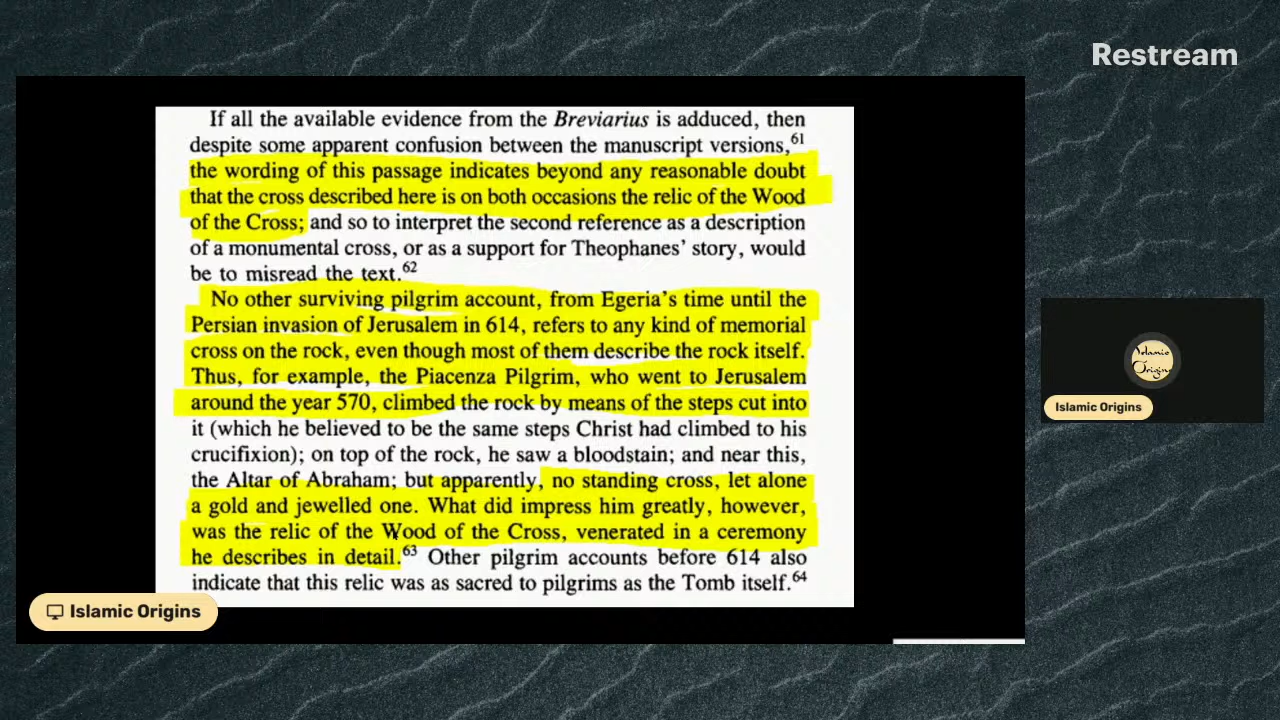 Restream
If all the available evidence from the Breviarius is adduced, then
despite some apparent confusion between the manuscript versions,61
the wording of this passage indicates beyond any reasonable doubt
that the cross described here is on both occasions the relic of the Wood
of the Cross; and so to interpret the second reference as a description
of a monumental cross, or as a support for Theophanes' story, would
be to misread the text.62
No other surviving pilgrim account, from Egeria's time until the
Persian invasion of Jerusalem in 614, refers to any kind of memorial
cross on the rock, even though most of them describe the rock itself.
Thus, for example, the Piacenza Pilgrim, who went to Jerusalem
around the year 570, climbed the rock by means of the steps cut into
it (which he believed to be the same steps Christ had climbed to his
crucifixion); on top of the rock, he saw a bloodstain; and near this,
the Altar of Abraham; but apparently, no standing cross, let alone
a gold and jewelled one. What did impress him greatly, however,
was the relic of the Wood of the Cross, venerated in a ceremony
he describes in detail.63 Other pilgrim accounts before 614 also
indicate that this relic was as sacred to pilgrims as the Tomb itself.64
Islamic Origins
Islamic
Origins
Islamic Origins